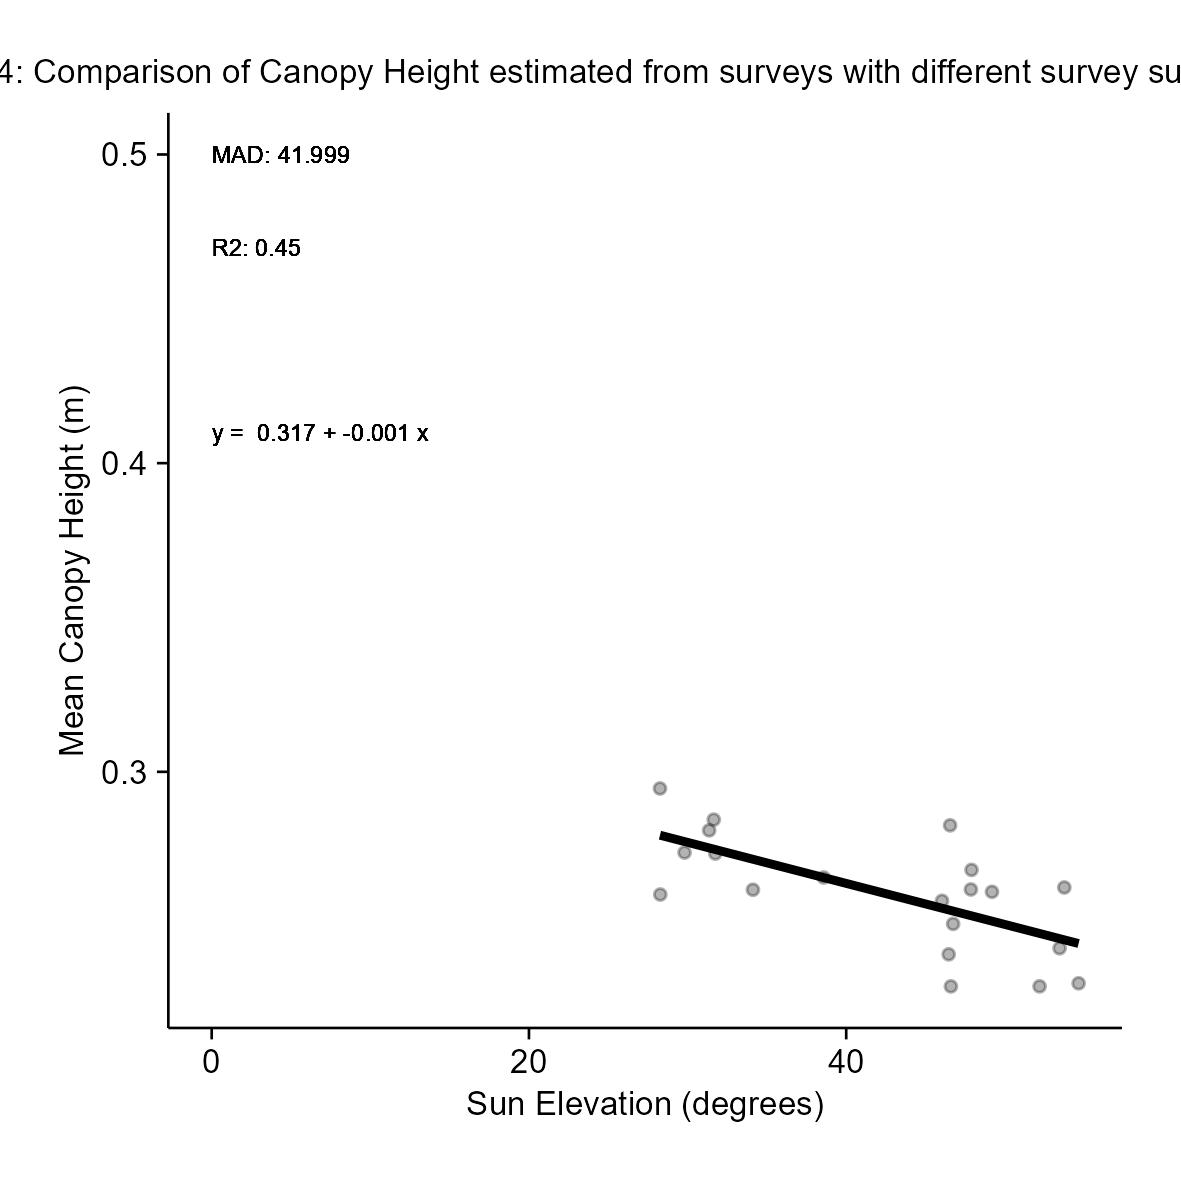 4: Comparison of Canopy Height estimated from surveys with different survey su
0.5
MAD: 41.999
R2: 0.45
y =  0.317 + -0.001 x
0.4
Mean Canopy Height (m)
0.3
0 20 40
Sun Elevation (degrees)